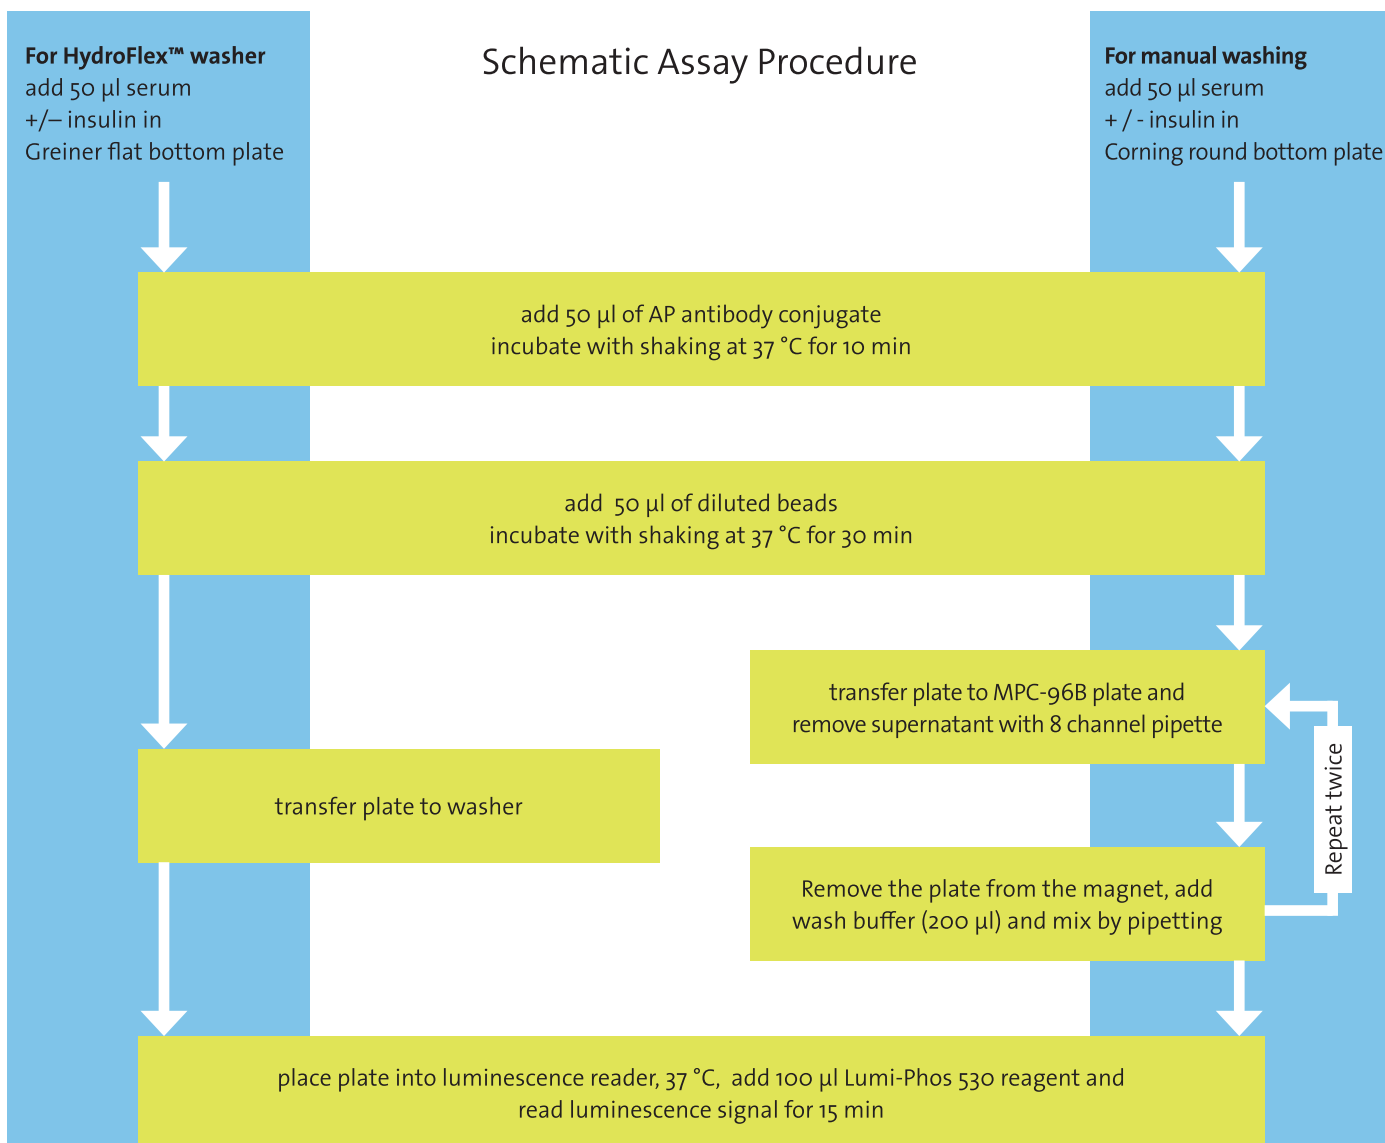 Schematic Assay Procedure
For HydroFlex™ washer
add 50 µl serum
+/– insulin in
Greiner flat bottom plate
For manual washing
add 50 µl serum
+ / - insulin in
Corning round bottom plate
add 50 µl of AP antibody conjugate
incubate with shaking at 37 °C for 10 min
add  50 µl of diluted beads
incubate with shaking at 37 °C for 30 min
transfer plate to MPC-96B plate and
remove supernatant with 8 channel pipette
Repeat twice
transfer plate to washer
Remove the plate from the magnet, add
wash buffer (200 µl) and mix by pipetting
place plate into luminescence reader, 37 °C,  add 100 µl Lumi-Phos 530 reagent and
read luminescence signal for 15 min